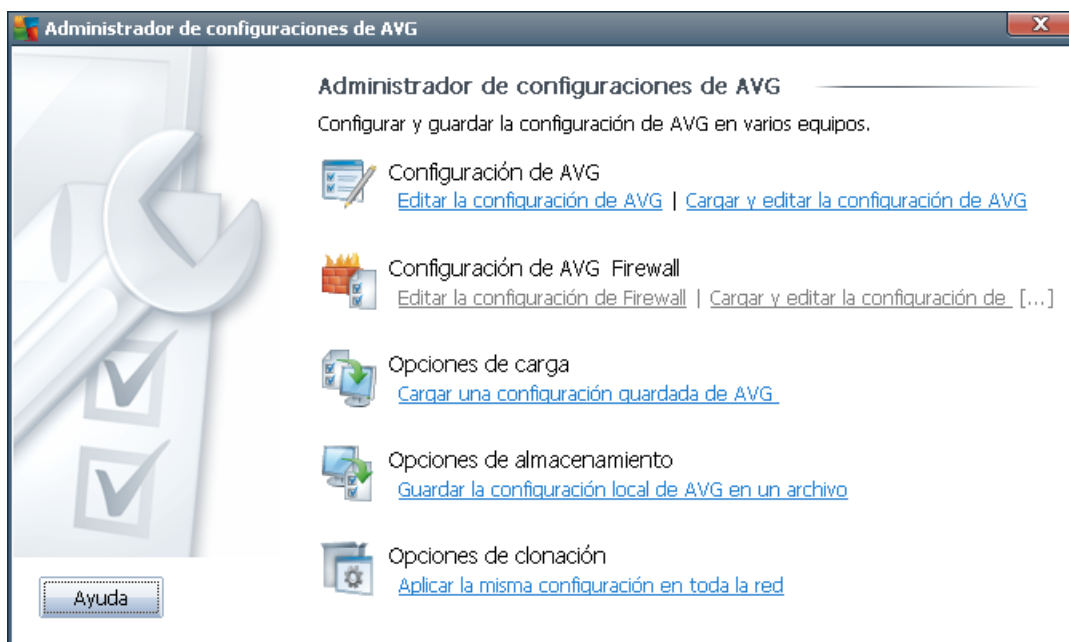 Administrador de configuraciones de AVG
X
Administrador de configuraciones de AVG
Configurar y guardar la configuración de AVG en varios equipos.
Configuración de AVG
Editar la configuración de AVG | Cargar y editar la configuración de AVG
Configuración de AVG Firewall
Editar la configuración de Firewall | Cargar y editar la configuración de [...]
Opciones de carga
Cargar una configuración guardada de AVG
Opciones de almacenamiento
Guardar la configuración local de AVG en un archivo
Opciones de clonación
Aplicar la misma configuración en toda la red
Ayuda